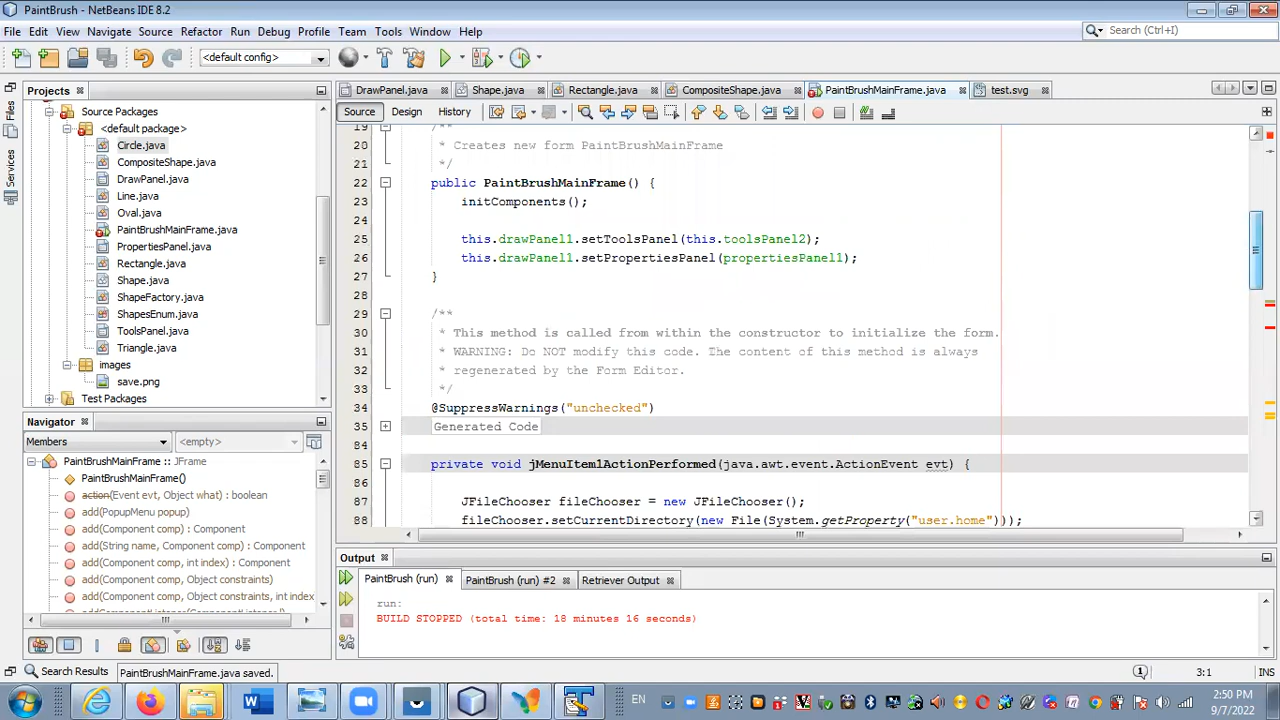 PaintBrush - NetBeans IDE 8.2
File Edit View Navigate Source Refactor Run Debug Profile Team Tools Window Help
Search (Ctrl+I)
<default config>
Projects
DrawPanel.java Shape.java Rectangle.java CompositeShape.java PaintBrushMainFrame.java test.svg
Files
Services
Source Design History
Source Packages
<default package>
Circle.java
CompositeShape.java
DrawPanel.java
Line.java
Oval.java
PaintBrushMainFrame.java
PropertiesPanel.java
Rectangle.java
Shape.java
ShapeFactory.java
ShapesEnum.java
ToolsPanel.java
Triangle.java
images
save.png
Test Packages
19 /**
20 * Creates new form PaintBrushMainFrame
21 */
22 public PaintBrushMainFrame() {
23 initComponents();
24
25 this.drawPanel1.setToolsPanel(this.toolsPanel2);
26 this.drawPanel1.setPropertiesPanel(propertiesPanel1);
27 }
28
29 /**
30 * This method is called from within the constructor to initialize the form.
31 * WARNING: Do NOT modify this code. The content of this method is always
32 * regenerated by the Form Editor.
33 */
34 @SuppressWarnings("unchecked")
35 Generated Code
84
85 private void jMenuItem1ActionPerformed(java.awt.event.ActionEvent evt) {
86
87 JFileChooser fileChooser = new JFileChooser();
88 fileChooser.setCurrentDirectory(new File(System.getProperty("user.home")));
Navigator
Members <empty>
PaintBrushMainFrame :: JFrame
PaintBrushMainFrame()
action(Event evt, Object what) : boolean
add(PopupMenu popup)
add(Component comp) : Component
add(String name, Component comp) : Component
add(Component comp, int index) : Component
add(Component comp, Object constraints)
add(Component comp, Object constraints, int index
Output
PaintBrush (run) PaintBrush (run) #2 Retriever Output
run:
BUILD STOPPED (total time: 18 minutes 16 seconds)
Search Results PaintBrushMainFrame.java saved.
1 3:1 INS
EN
2:50 PM
9/7/2022